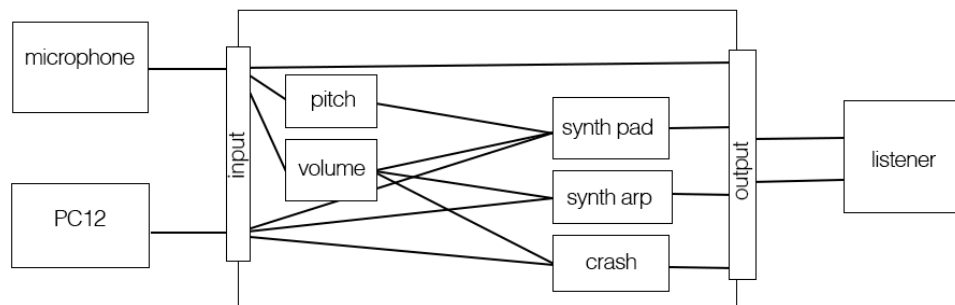 microphone
PC12
input
pitch
volume
synth pad
synth arp
crash
output
listener